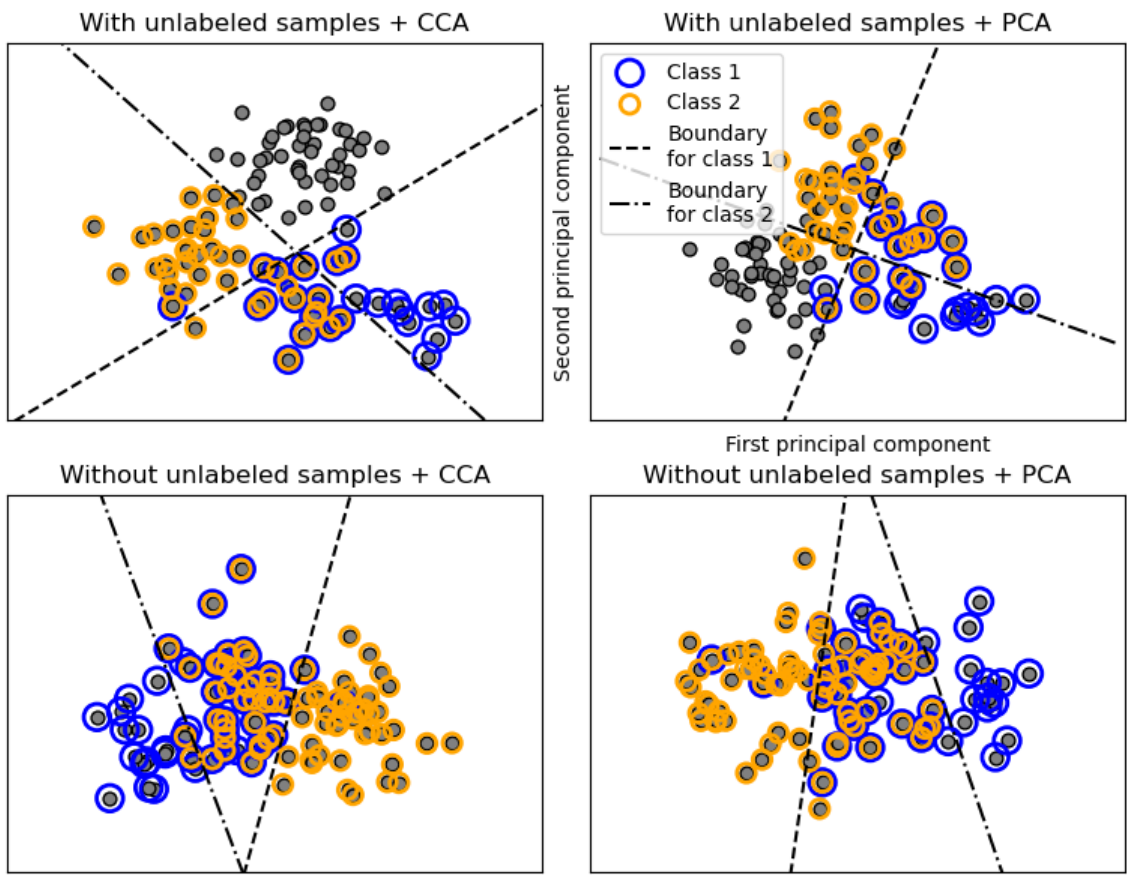 With unlabeled samples + CCA
With unlabeled samples + PCA
Class 1
Class 2
Boundary
for class 1
Boundary
for class 2
Second principal component
First principal component
Without unlabeled samples + CCA
Without unlabeled samples + PCA